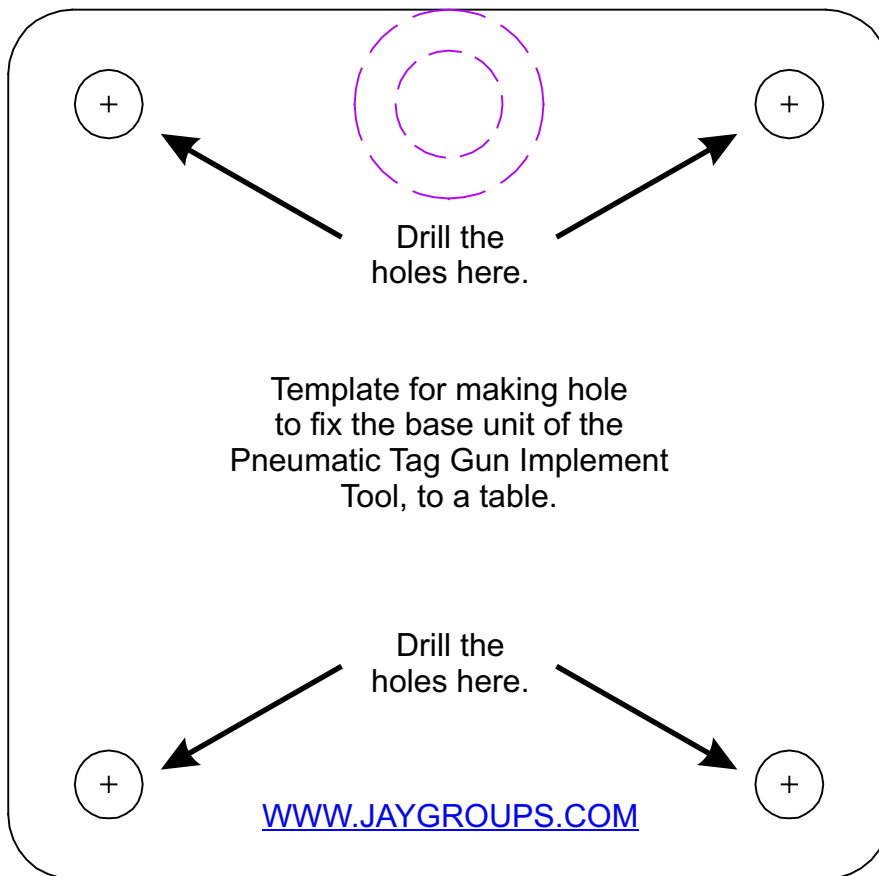 Drill the
holes here.
Template for making hole
to fix the base unit of the
Pneumatic Tag Gun Implement
Tool, to a table.
Drill the
holes here.
WWW.JAYGROUPS.COM